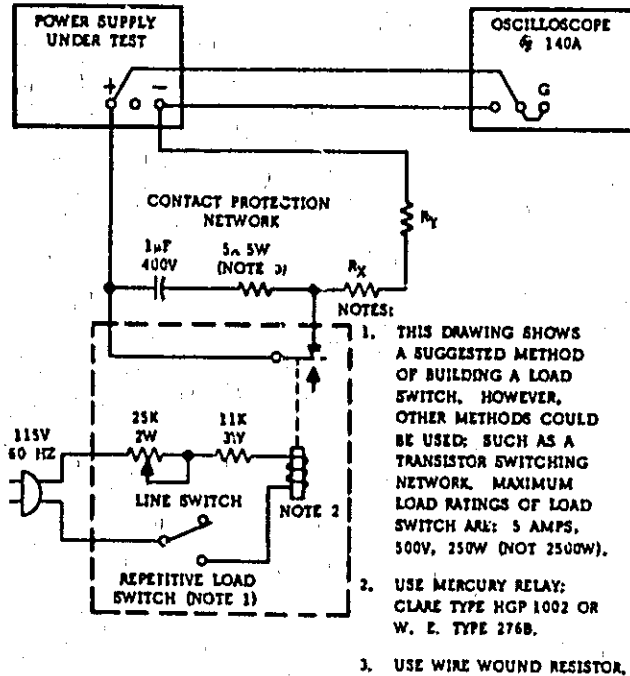 POWER SUPPLY
UNDER TEST
+
−
OSCILLOSCOPE
140A
G
CONTACT PROTECTION
NETWORK
1μF
400V
5Ω 5W
(NOTE 3)
RY
RX
NOTES:
1. THIS DRAWING SHOWS
A SUGGESTED METHOD
OF BUILDING A LOAD
SWITCH. HOWEVER,
OTHER METHODS COULD
BE USED; SUCH AS A
TRANSISTOR SWITCHING
NETWORK. MAXIMUM
LOAD RATINGS OF LOAD
SWITCH ARE: 5 AMPS,
500V, 250W (NOT 2500W).
115V
60 HZ
25K
2W
11K
3W
LINE SWITCH
NOTE 2
REPETITIVE LOAD
SWITCH (NOTE 1)
2. USE MERCURY RELAY;
CLARE TYPE HGP 1002 OR
W. E. TYPE 276B.
3. USE WIRE WOUND RESISTOR.